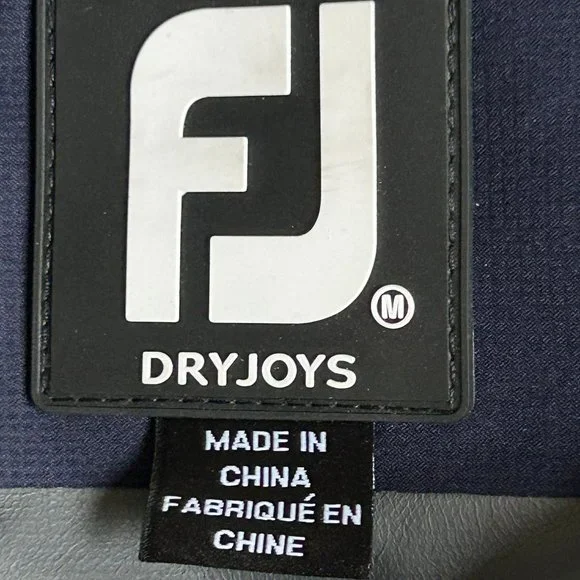 FJ
M
DRYJOYS
MADE IN
CHINA
FABRIQUÉ EN
CHINE